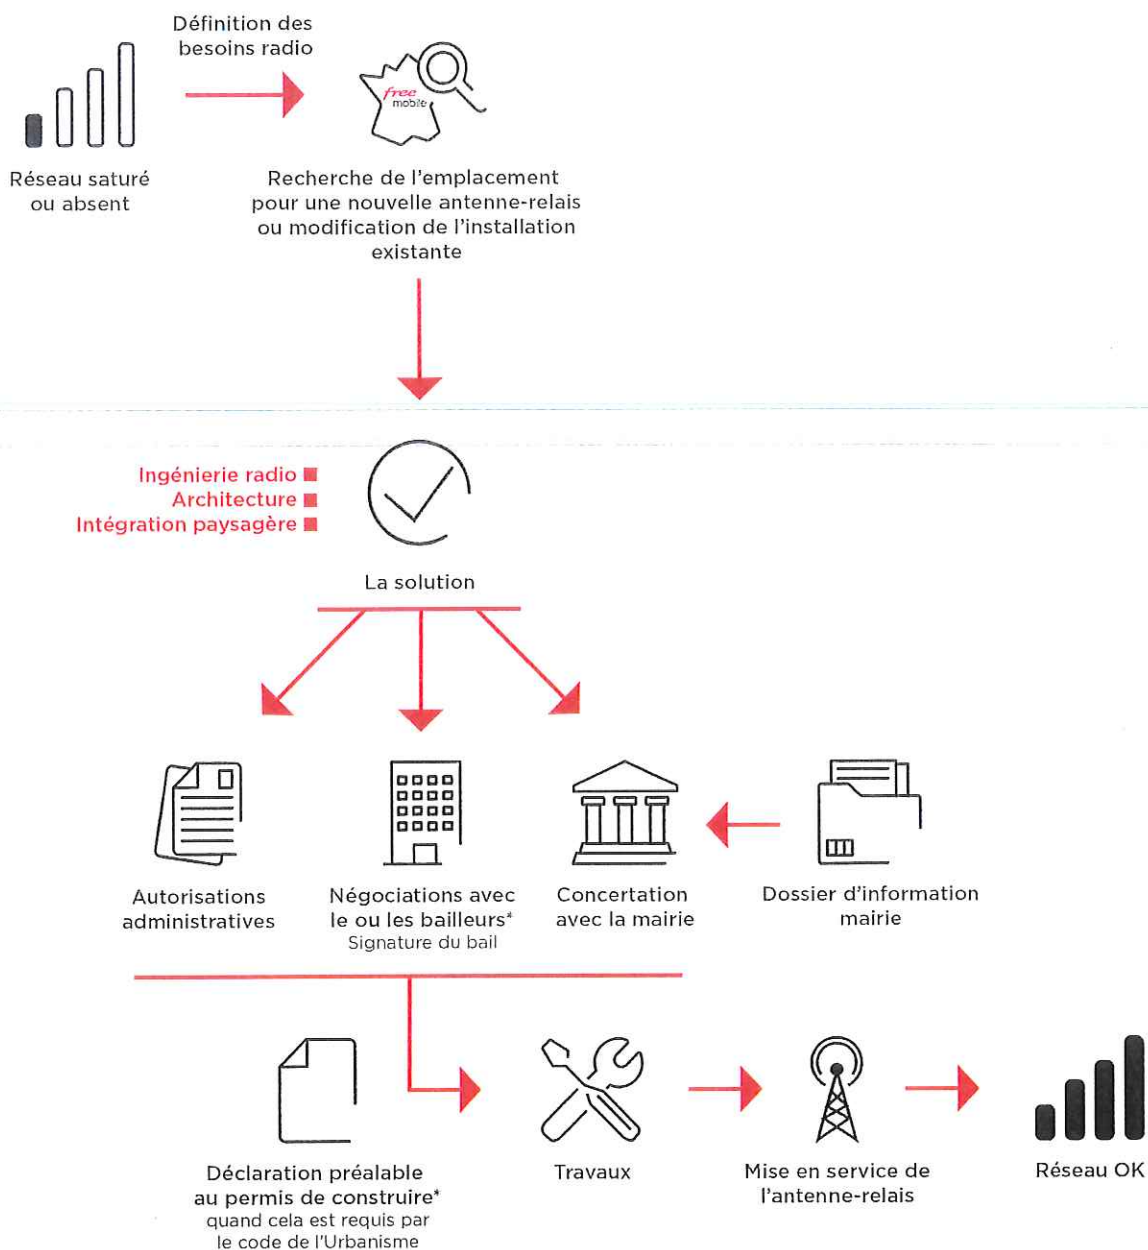 Définition des
besoins radio
free
mobile
Réseau saturé
ou absent
Recherche de l'emplacement
pour une nouvelle antenne-relais
ou modification de l'installation
existante
Ingénierie radio
Architecture
Intégration paysagère
La solution
Autorisations
administratives
Négociations avec
le ou les bailleurs*
Signature du bail
Concertation
avec la mairie
Dossier d'information
mairie
Déclaration préalable
au permis de construire*
quand cela est requis par
le code de l'Urbanisme
Travaux
Mise en service de
l'antenne-relais
Réseau OK